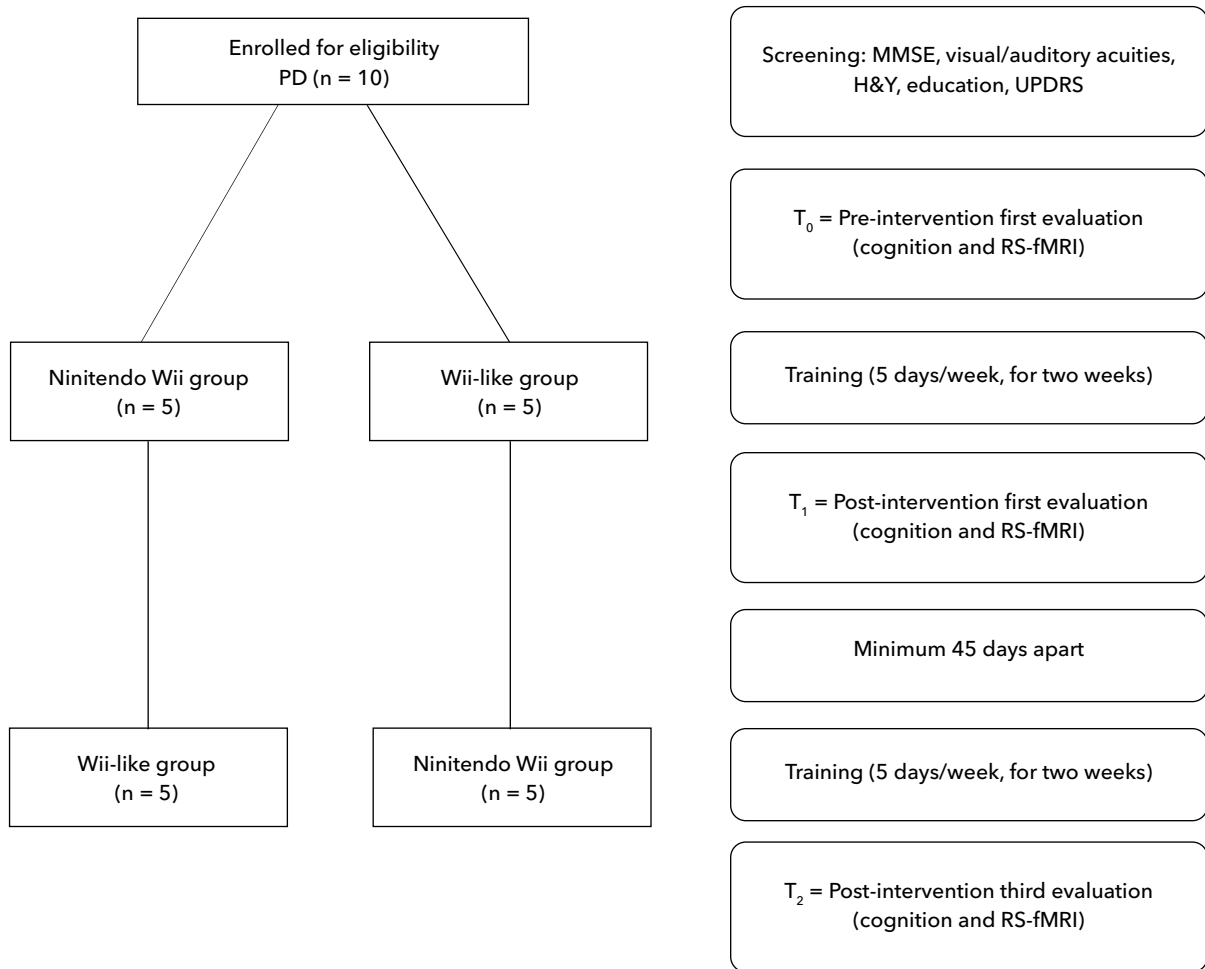 Enrolled for eligibility
PD (n = 10)
Screening: MMSE, visual/auditory acuities,
H&Y, education, UPDRS
T0 = Pre-intervention first evaluation
(cognition and RS-fMRI)
Ninitendo Wii group
(n = 5)
Wii-like group
(n = 5)
Training (5 days/week, for two weeks)
T1 = Post-intervention first evaluation
(cognition and RS-fMRI)
Minimum 45 days apart
Wii-like group
(n = 5)
Ninitendo Wii group
(n = 5)
Training (5 days/week, for two weeks)
T2 = Post-intervention third evaluation
(cognition and RS-fMRI)